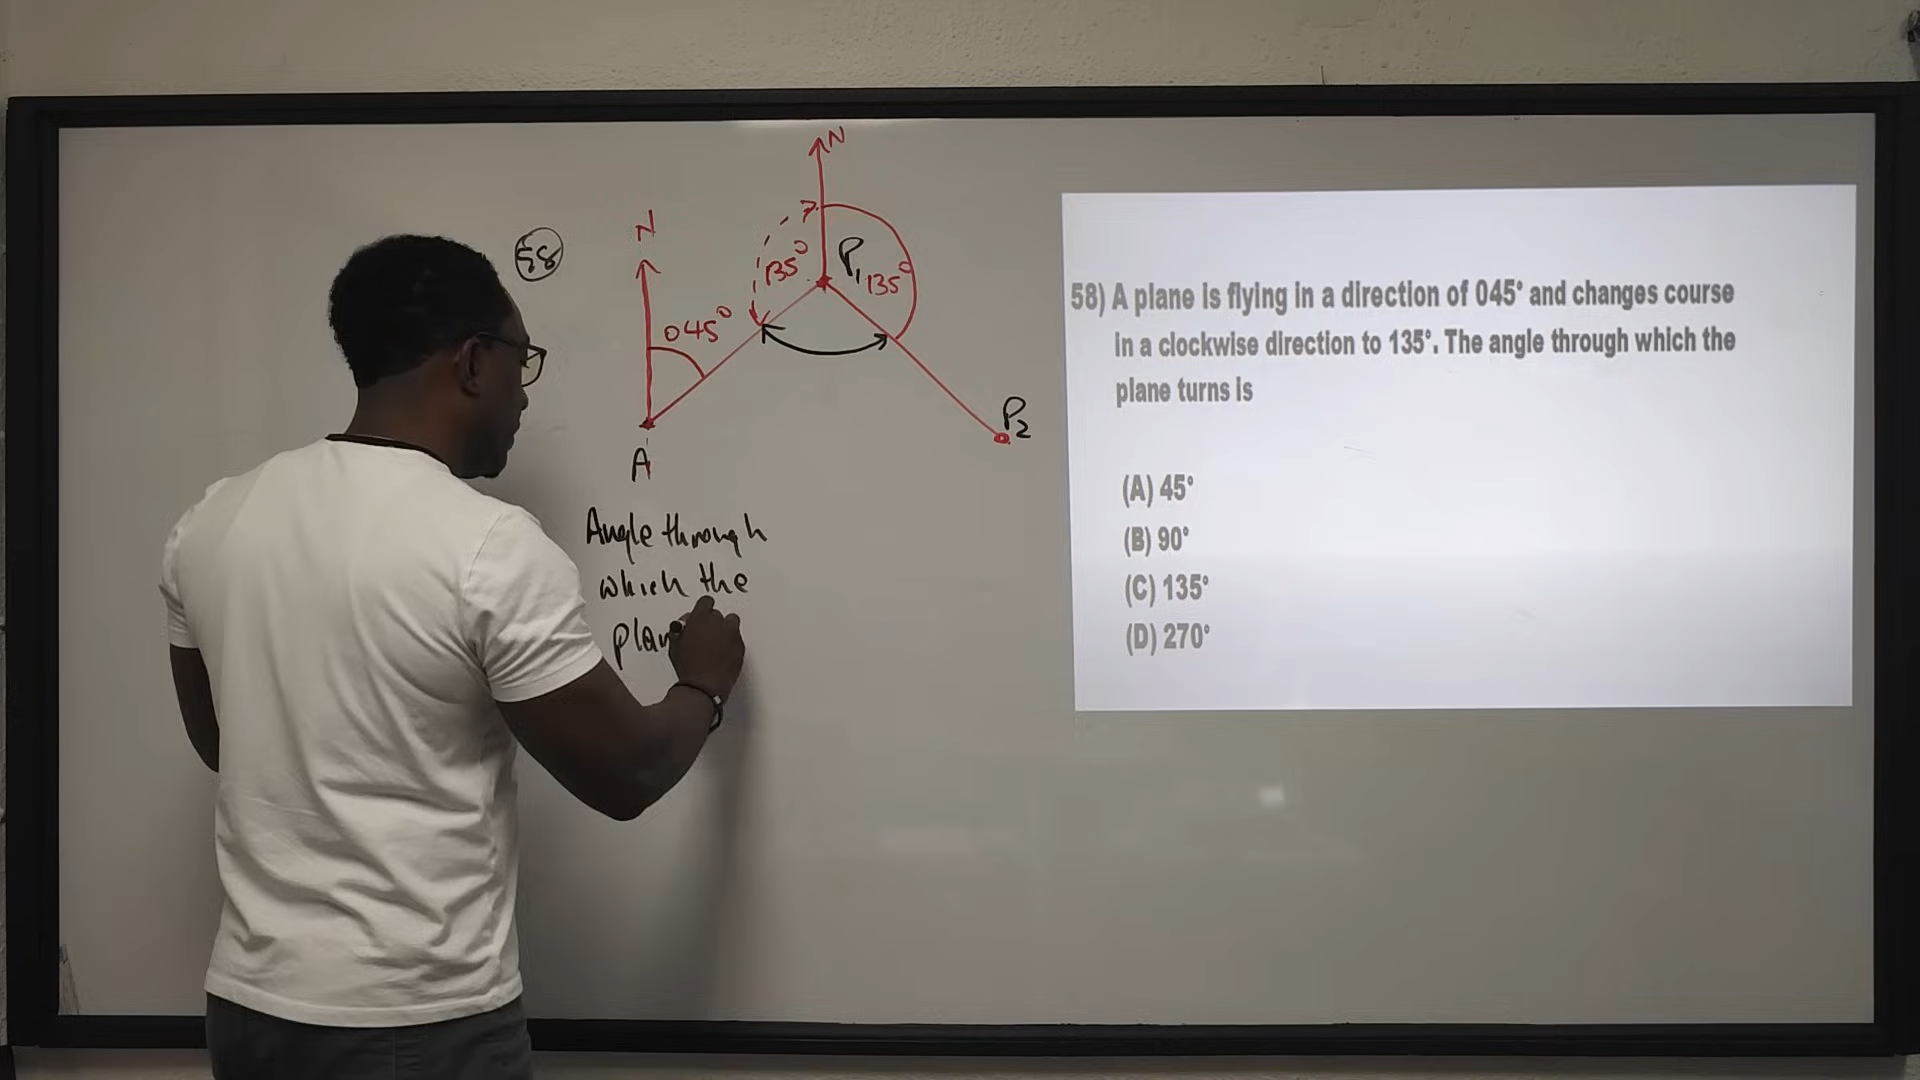 58
N
N
045°
135°
P1
135°
A
P2
Angle through
which the
plan
58) A plane is flying in a direction of 045° and changes course
in a clockwise direction to 135°. The angle through which the
plane turns is
(A) 45°
(B) 90°
(C) 135°
(D) 270°